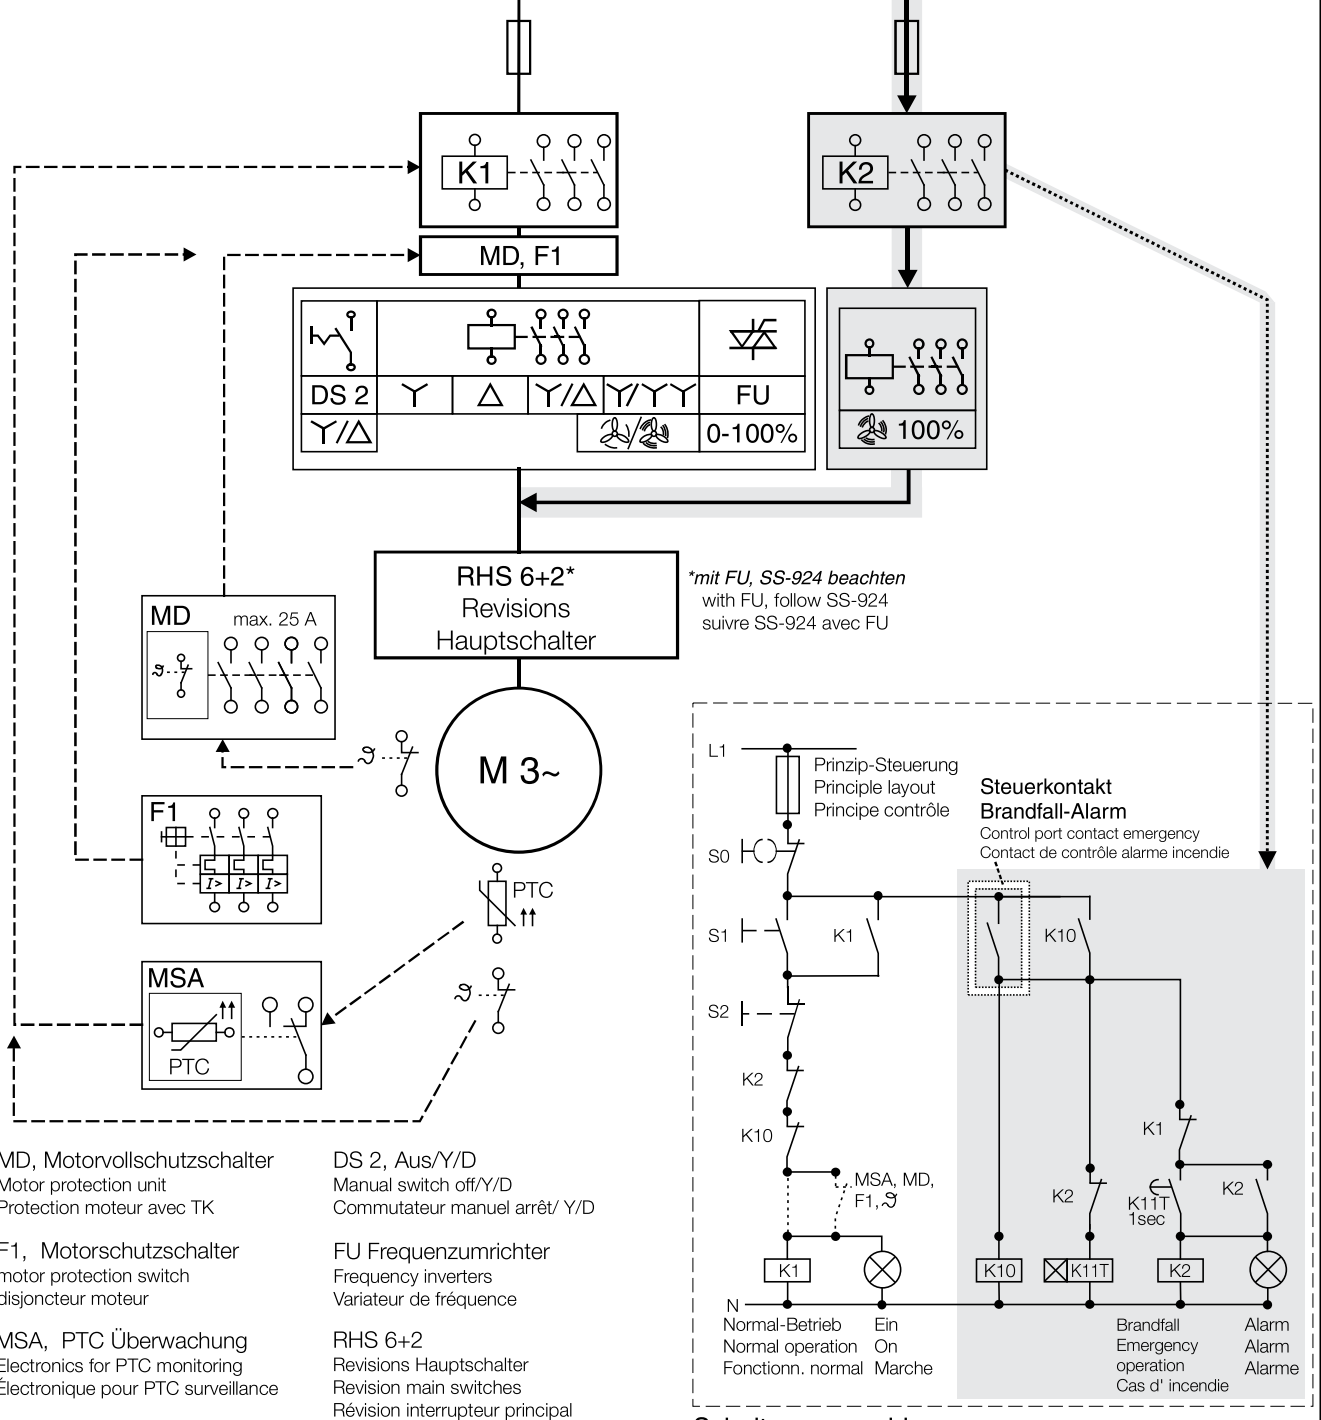 K1
K2
MD, F1
DS 2
FU
0-100%
100%
RHS 6+2*
Revisions
Hauptschalter
*mit FU, SS-924 beachten
with FU, follow SS-924
suivre SS-924 avec FU
MD
max. 25 A
ϑ
ϑ
M 3~
F1
I> I> I>
PTC
MSA
PTC
ϑ
L1
Prinzip-Steuerung
Principle layout
Principe contrôle
Steuerkontakt
Brandfall-Alarm
Control port contact emergency
Contact de contrôle alarme incendie
S0
S1
K1
K10
S2
K2
K10
K1
MSA, MD,
F1, ϑ
K2
K11T
1sec
K2
K1
K10
K11T
K2
N
Normal-Betrieb
Normal operation
Fonctionn. normal
Ein
On
Marche
Brandfall
Emergency
operation
Cas d' incendie
Alarm
Alarm
Alarme
MD, Motorvollschutzschalter
Motor protection unit
Protection moteur avec TK
F1, Motorschutzschalter
motor protection switch
disjoncteur moteur
MSA, PTC Überwachung
Electronics for PTC monitoring
Électronique pour PTC surveillance
DS 2, Aus/Y/D
Manual switch off/Y/D
Commutateur manuel arrêt/ Y/D
FU Frequenzumrichter
Frequency inverters
Variateur de fréquence
RHS 6+2
Revisions Hauptschalter
Revision main switches
Révision interrupteur principal